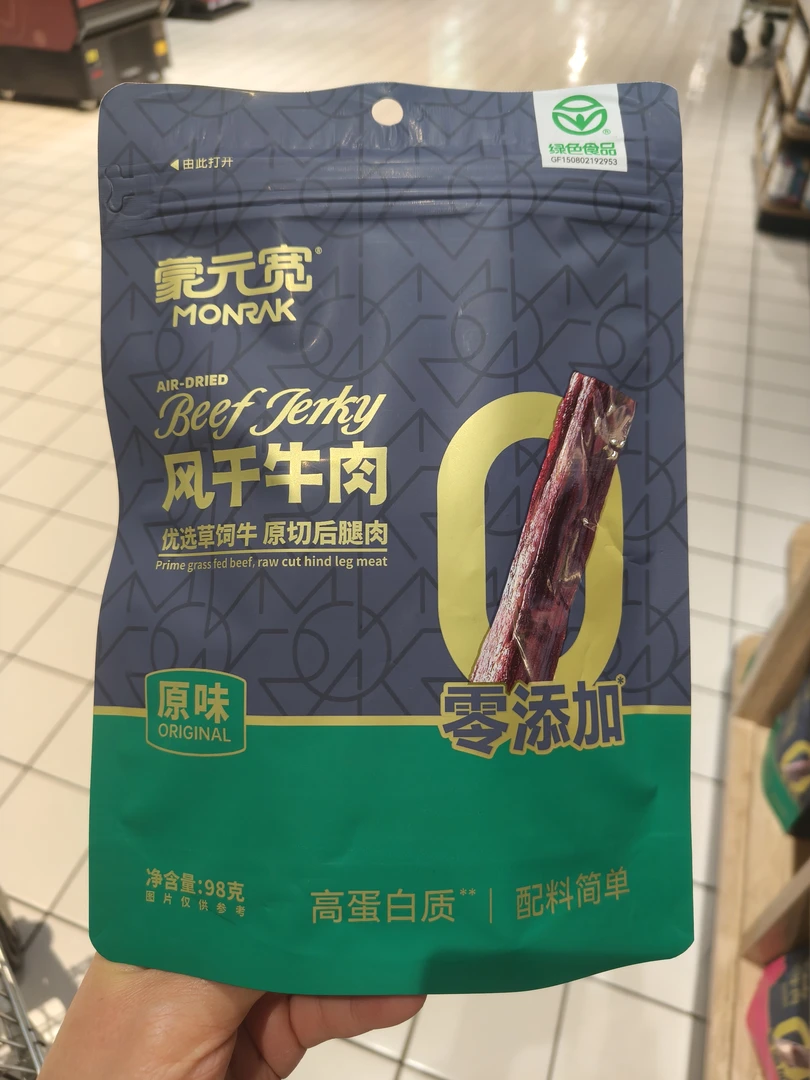 绿色食品®
GF150802192953
◀由此打开
蒙元宽®
MONRAK
AIR-DRIED
Beef Jerky
风干牛肉
优选草饲牛 原切后腿肉
Prime grass fed beef, raw cut hind leg meat
0
零添加*
原味
ORIGINAL
净含量:98克
图片仅供参考
高蛋白质** | 配料简单